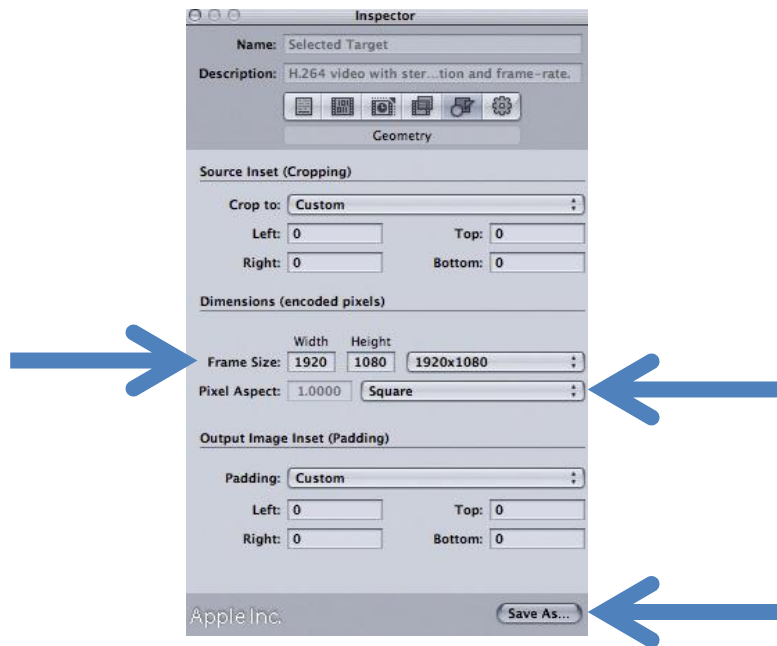 Inspector
Name: Selected Target
Description: H.264 video with ster...tion and frame-rate.
Geometry
Source Inset (Cropping)
Crop to: Custom
Left: 0 Top: 0
Right: 0 Bottom: 0
Dimensions (encoded pixels)
Width Height
Frame Size: 1920 1080 1920x1080
Pixel Aspect: 1.0000 Square
Output Image Inset (Padding)
Padding: Custom
Left: 0 Top: 0
Right: 0 Bottom: 0
Apple Inc. Save As...